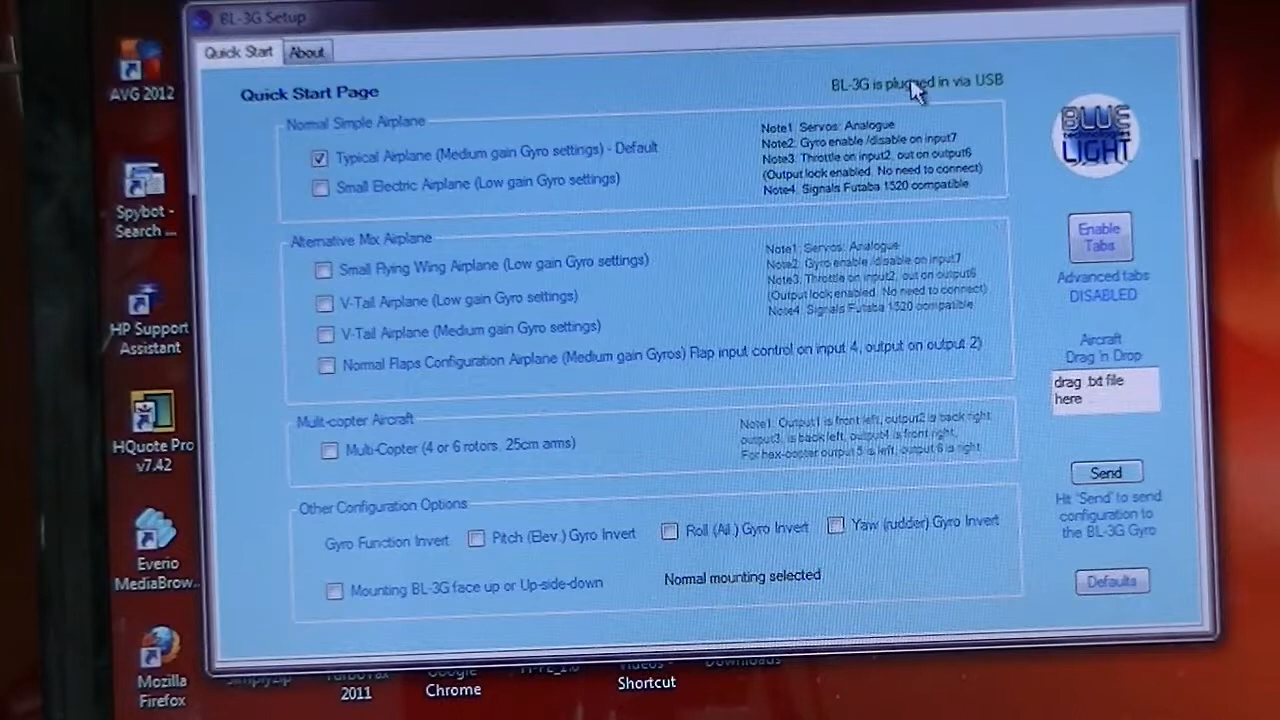 BL-3G Setup
Quick Start
About
Quick Start Page
BL-3G is plugged in via USB
Normal Simple Airplane
Typical Airplane (Medium gain Gyro settings) - Default
Small Electric Airplane (Low gain Gyro settings)
Note1. Servos: Analogue
Note2: Gyro enable /disable on input7
Note3: Throttle on input2, out on output6
(Output lock enabled. No need to connect)
Note4. Signals Futaba 1520 compatible
Alternative Mix Airplane
Small Flying Wing Airplane (Low gain Gyro settings)
V-Tail Airplane (Low gain Gyro settings)
V-Tail Airplane (Medium gain Gyro settings)
Normal Flaps Configuration Airplane (Medium gain Gyros) Flap input control on input 4, output on output 2)
Note1: Servos: Analogue
Note2: Gyro enable /disable on input7
Note3: Throttle on input2, out on output6
(Output lock enabled. No need to connect)
Note4: Signals Futaba 1520 compatible
Mulit-copter Aircraft
Multi-Copter (4 or 6 rotors, 25cm arms)
Note1. Output1 is front left, output2 is back right
output3, is back left, output4 is front right,
For hex-copter output 5 is left, output 6 is right
Other Configuration Options
Gyro Function Invert
Pitch (Elev.) Gyro Invert
Roll (Ail.) Gyro Invert
Yaw (rudder) Gyro Invert
Mounting BL-3G face up or Up-side-down
Normal mounting selected
BLUE
technologies
LIGHT
Enable
Tabs
Advanced tabs
DISABLED
Aircraft
Drag 'n Drop
drag .txt file
here
Send
Hit 'Send' to send
configuration to
the BL-3G Gyro
Defaults
AVG 2012
Spybot -
Search ...
HP Support
Assistant
HQuote Pro
v7.42
Everio
MediaBrow...
Mozilla
Firefox
2011
Google
Chrome
Videos -
Shortcut
Downloads